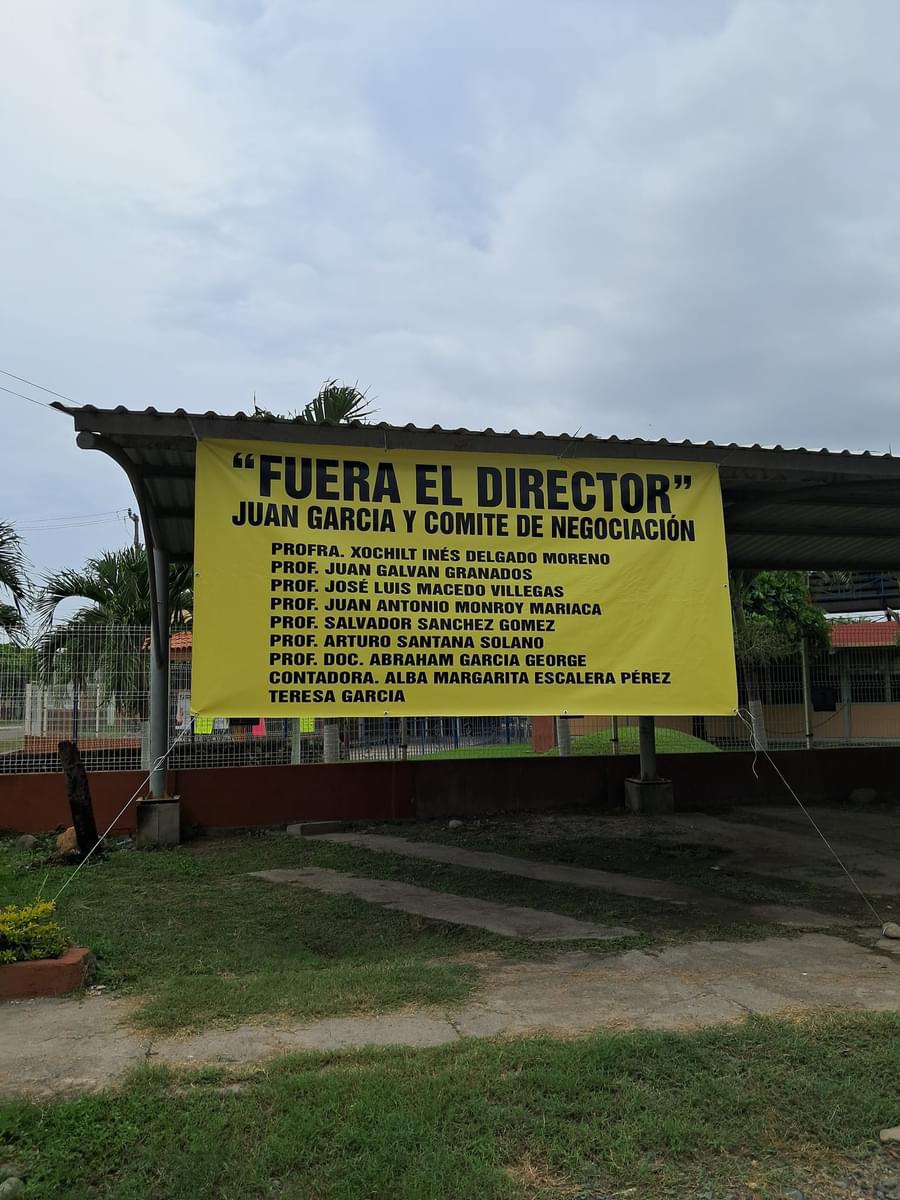 “FUERA EL DIRECTOR”
JUAN GARCIA Y COMITE DE NEGOCIACIÓN
PROFRA. XOCHILT INÉS DELGADO MORENO
PROF. JUAN GALVAN GRANADOS
PROF. JOSÉ LUIS MACEDO VILLEGAS
PROF. JUAN ANTONIO MONROY MARIACA
PROF. SALVADOR SANCHEZ GOMEZ
PROF. ARTURO SANTANA SOLANO
PROF. DOC. ABRAHAM GARCIA GEORGE
CONTADORA. ALBA MARGARITA ESCALERA PÉREZ
TERESA GARCIA